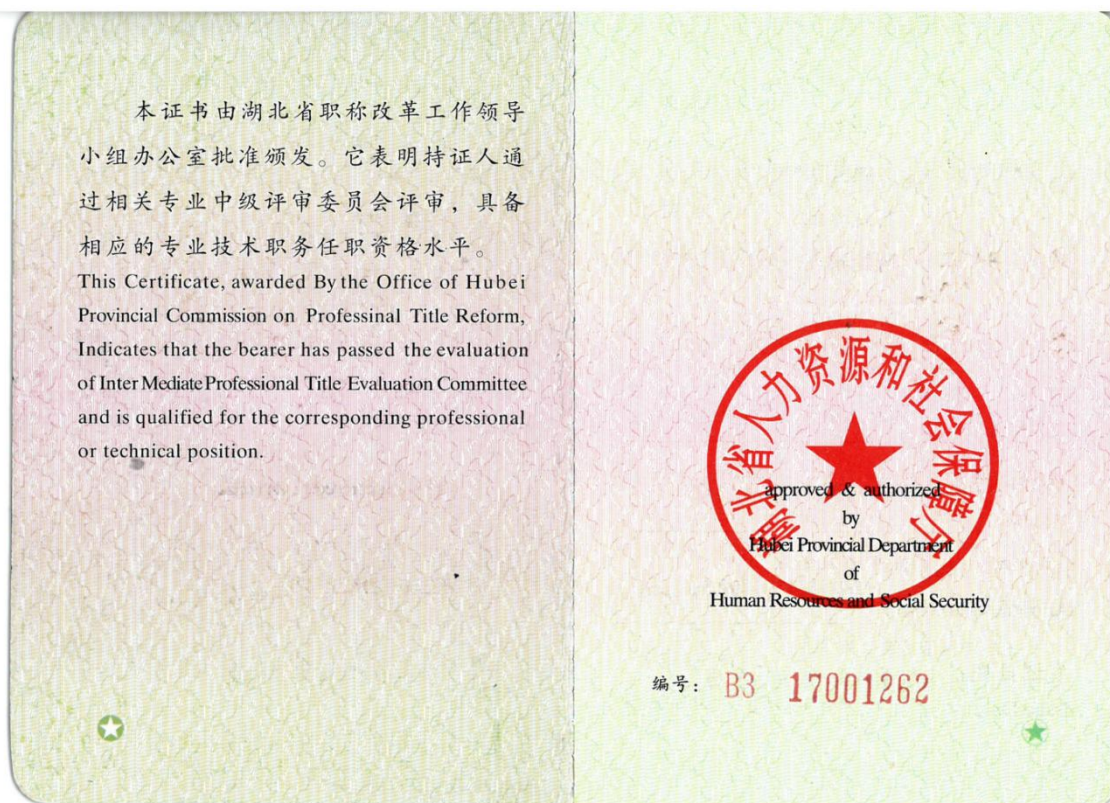 本证书由湖北省职称改革工作领导
小组办公室批准颁发。它表明持证人通
过相关专业中级评审委员会评审，具备
相应的专业技术职务任职资格水平。
This Certificate, awarded By the Office of Hubei
Provincial Commission on Professinal Title Reform,
Indicates that the bearer has passed the evaluation
of Inter Mediate Professional Title Evaluation Committee
and is qualified for the corresponding professional
or technical position.
湖北省人力资源和社会保障厅
approved & authorized
by
Hubei Provincial Department
of
Human Resources and Social Security
编号： B3 17001262